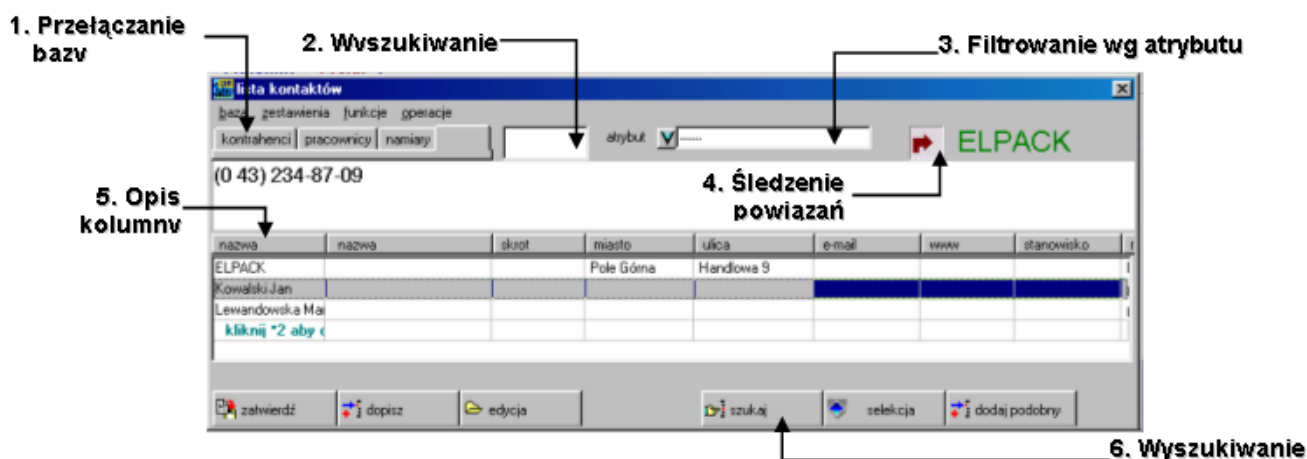 1. Przełączanie
bazy
2. Wyszukiwanie
3. Filtrowanie wg atrybutu
lista kontaktów
baza zestawienia funkcje operacje
kontrahenci pracownicy namiary
atrybut V -----
ELPACK
(0 43) 234-87-09
4. Śledzenie
powiązań
5. Opis
kolumny
nazwa nazwa skrot miasto ulica e-mail www stanowisko
ELPACK Pole Górna Handlowa 9
Kowalski Jan
Lewandowska Mar
kliknij *2 aby
zatwierdź dopisz edycja szukaj selekcja dodaj podobny
6. Wyszukiwanie